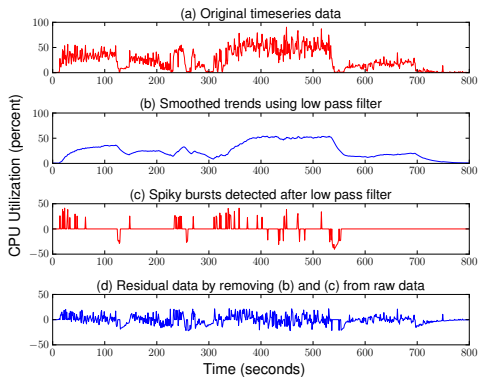 (a) Original timeseries data
100
50
0
0 100 200 300 400 500 600 700 800
(b) Smoothed trends using low pass filter
100
50
0
0 100 200 300 400 500 600 700 800
(c) Spiky bursts detected after low pass filter
50
0
−50
0 100 200 300 400 500 600 700 800
(d) Residual data by removing (b) and (c) from raw data
50
0
−50
0 100 200 300 400 500 600 700 800
Time (seconds)
CPU Utilization (percent)